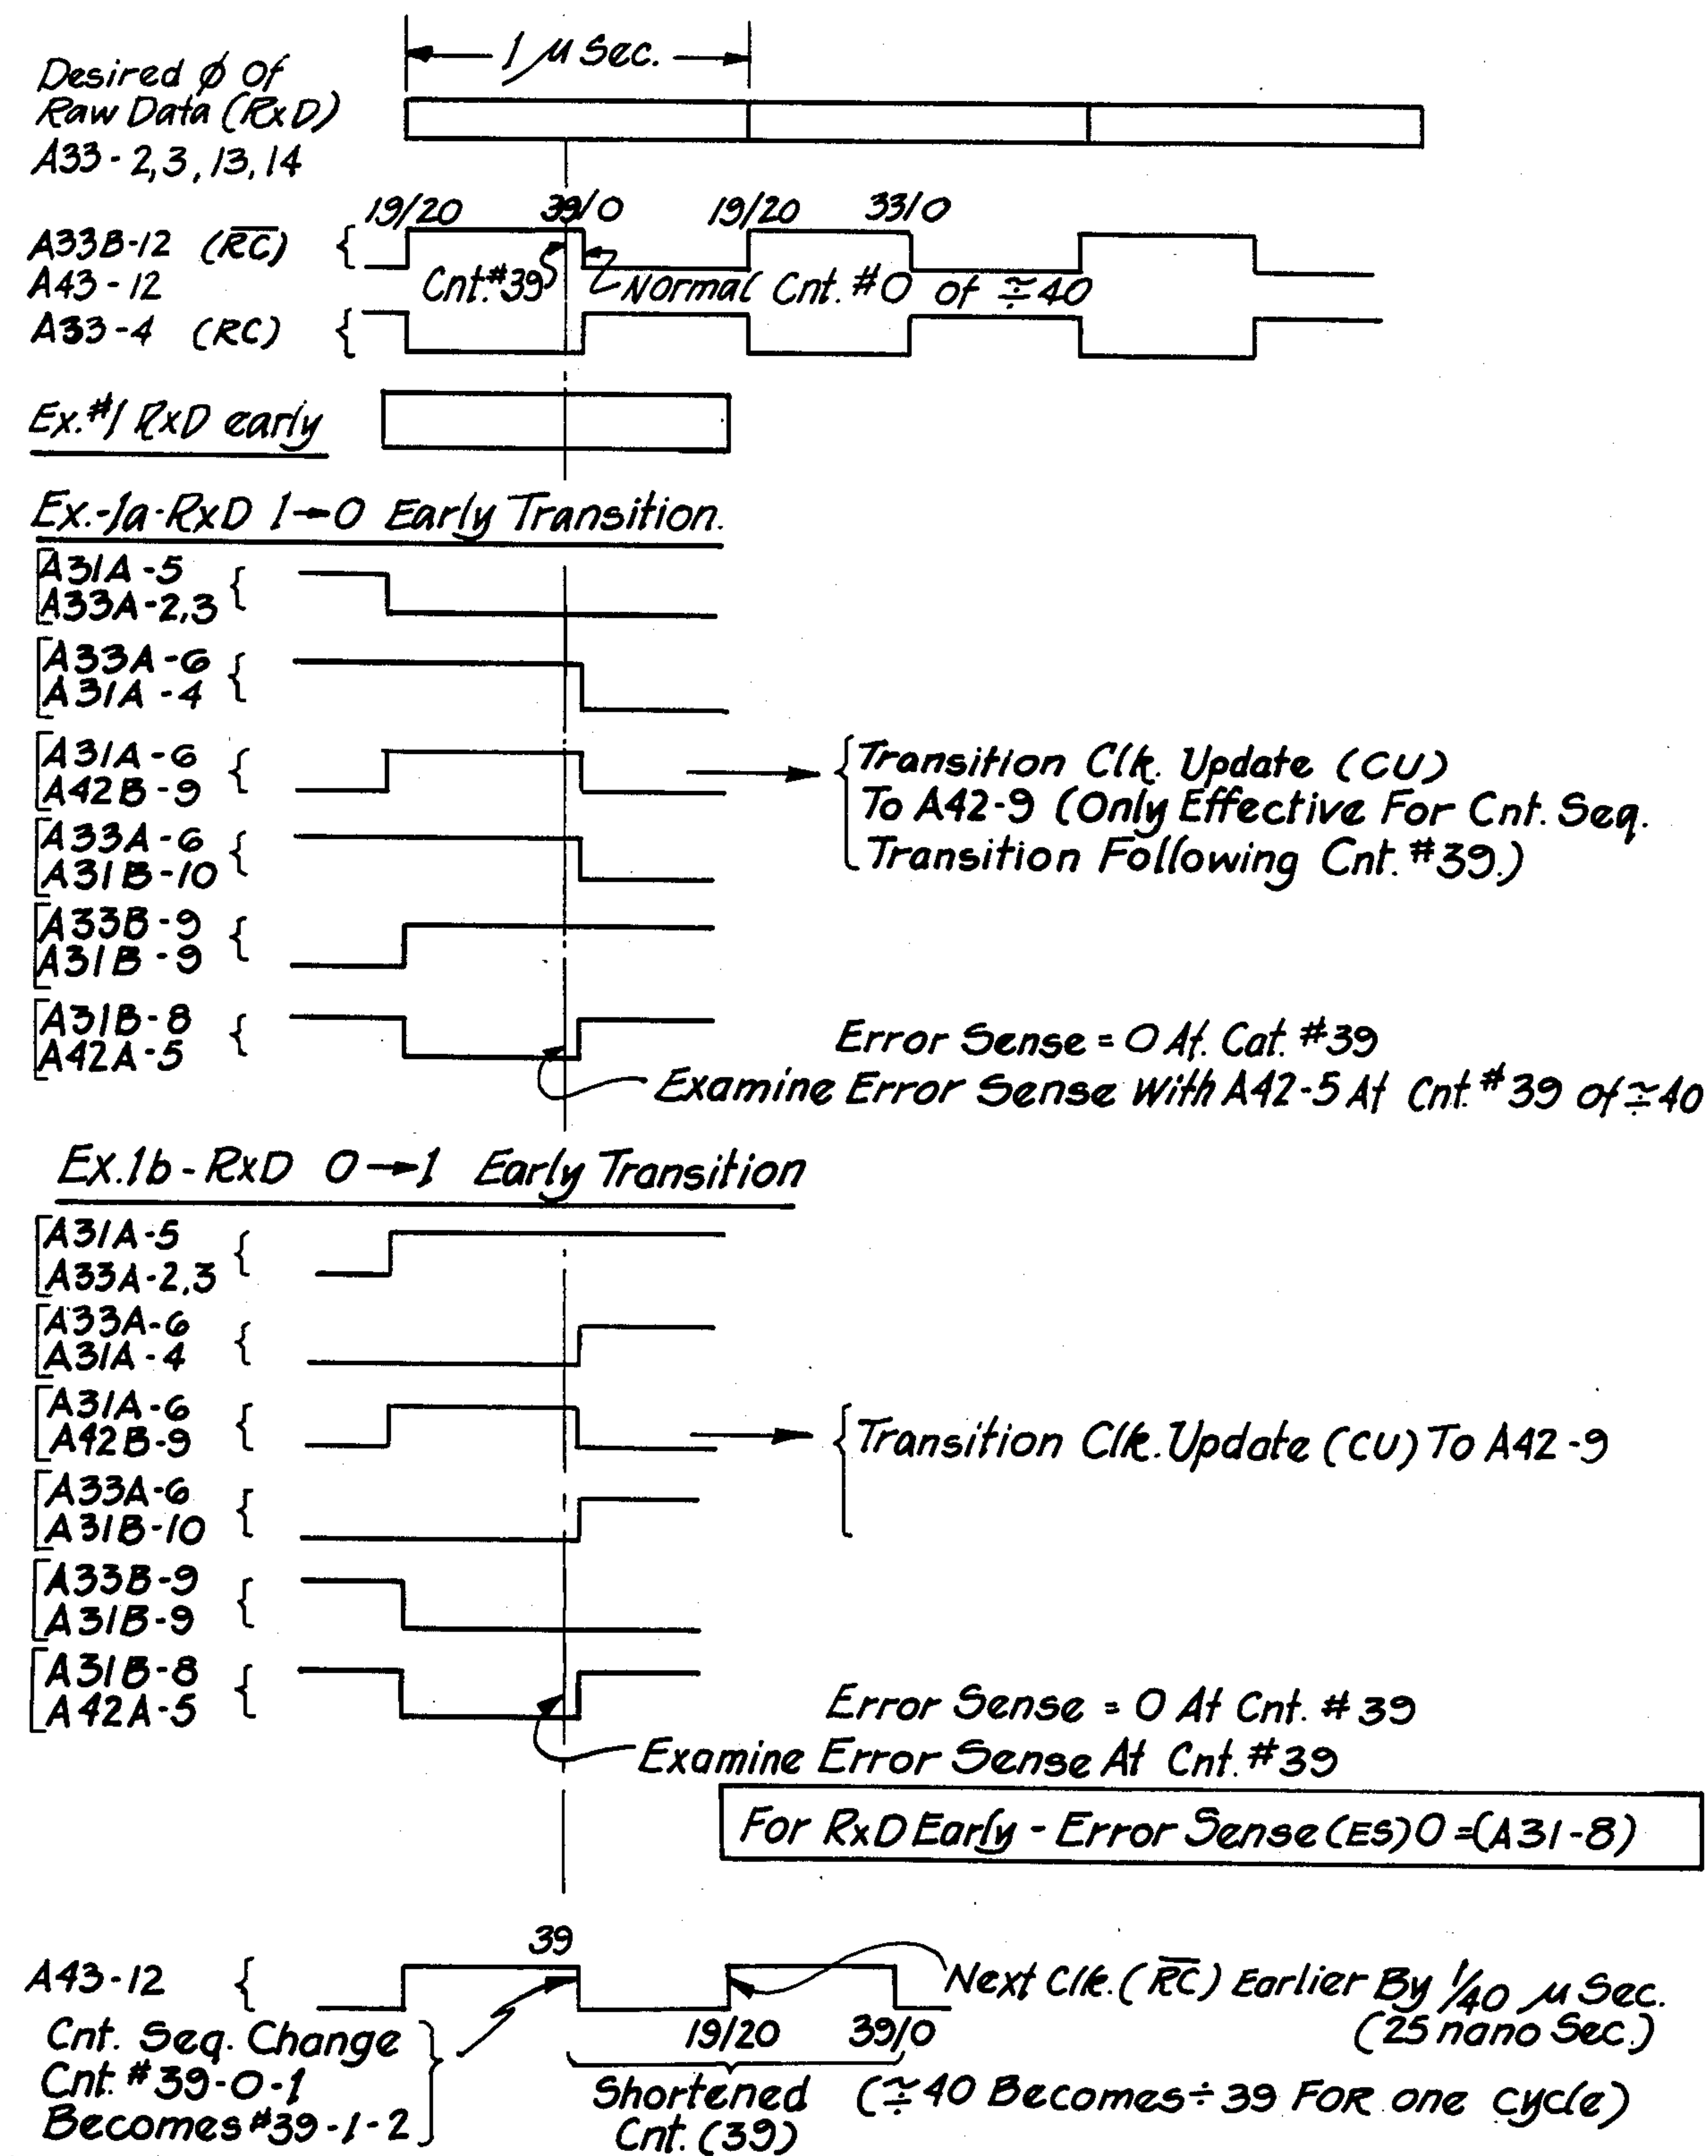 1 μ Sec.
Desired ϕ Of
Raw Data (RxD)
A33-2,3,13,14
19/20 39/0 19/20 33/0
A33B-12 (R̅C̅)
A43-12
Cnt.#39 Normal Cnt. #0 of ≃40
A33-4 (RC)
Ex.#1 RxD early
Ex.-1a-RxD 1→0 Early Transition.
A31A-5
A33A-2,3
A33A-6
A31A-4
A31A-6
A42B-9
Transition Clk. Update (CU)
To A42-9 (Only Effective For Cnt. Seq.
Transition Following Cnt. #39.)
A33A-6
A31B-10
A33B-9
A31B-9
A31B-8
A42A-5
Error Sense = 0 At. Cat. #39
Examine Error Sense With A42-5 At Cnt. #39 of ÷40
Ex.1b-RxD 0→1 Early Transition
A31A-5
A33A-2,3
A33A-6
A31A-4
A31A-6
A42B-9
Transition Clk. Update (CU) To A42-9
A33A-6
A31B-10
A33B-9
A31B-9
A31B-8
A42A-5
Error Sense = 0 At Cnt. #39
Examine Error Sense At Cnt. #39
For RxD Early - Error Sense (ES) 0 =(A31-8)
39
A43-12
Next Clk. (R̅C̅) Earlier By 1/40 μ Sec.
(25 nano Sec.)
19/20 39/0
Cnt. Seq. Change
Cnt. #39-0-1
Becomes #39-1-2
Shortened (÷40 Becomes ÷39 FOR one cycle)
Cnt. (39)